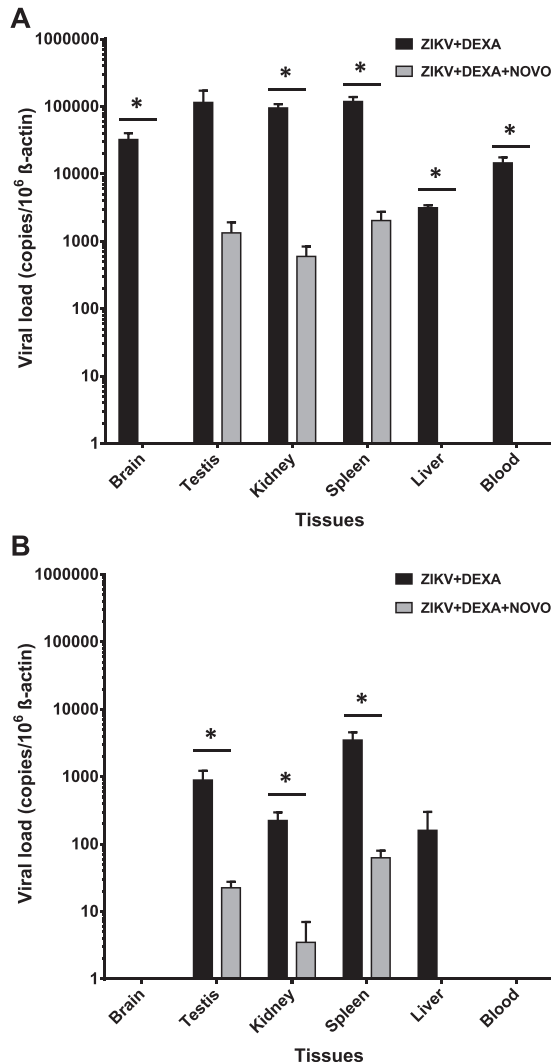 A
Viral load (copies/10⁶ ß-actin)
1000000
100000
10000
1000
100
10
1
ZIKV+DEXA
ZIKV+DEXA+NOVO
*
*
*
*
*
Brain
Testis
Kidney
Spleen
Liver
Blood
Tissues
B
Viral load (copies/10⁶ ß-actin)
1000000
100000
10000
1000
100
10
1
ZIKV+DEXA
ZIKV+DEXA+NOVO
*
*
*
Brain
Testis
Kidney
Spleen
Liver
Blood
Tissues